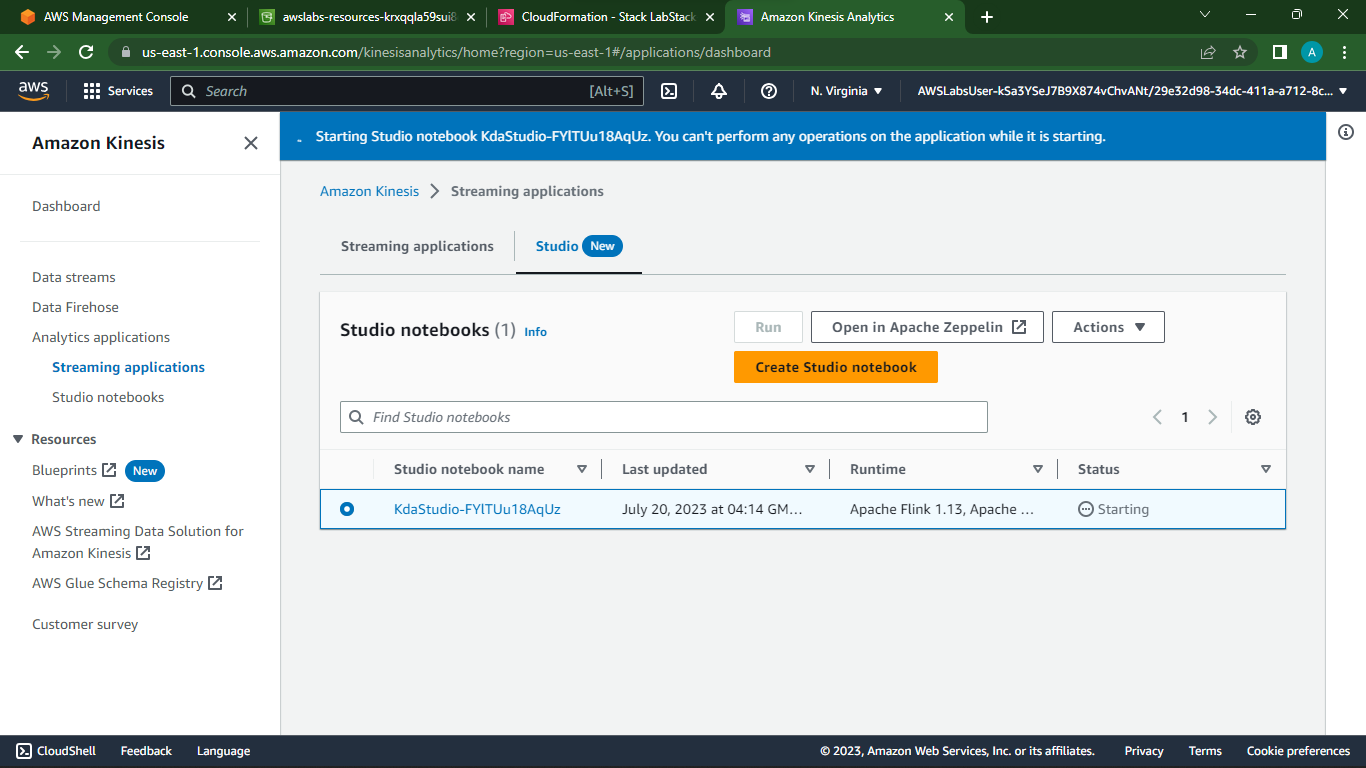 AWS Management Console
awslabs-resources-krxqqla59sui8
CloudFormation - Stack LabStack
Amazon Kinesis Analytics
us-east-1.console.aws.amazon.com/kinesisanalytics/home?region=us-east-1#/applications/dashboard
A
aws
Services
Search
[Alt+S]
N. Virginia
AWSLabsUser-kSa3YSeJ7B9X874vChvANt/29e32d98-34dc-411a-a712-8c...
Amazon Kinesis
Dashboard
Data streams
Data Firehose
Analytics applications
Streaming applications
Studio notebooks
Resources
Blueprints New
What's new
AWS Streaming Data Solution for
Amazon Kinesis
AWS Glue Schema Registry
Customer survey
Starting Studio notebook KdaStudio-FYlTUu18AqUz. You can't perform any operations on the application while it is starting.
Amazon Kinesis Streaming applications
Streaming applications
Studio New
Studio notebooks (1) Info
Run
Open in Apache Zeppelin
Actions
Create Studio notebook
Find Studio notebooks
1
Studio notebook name Last updated Runtime Status
KdaStudio-FYlTUu18AqUz July 20, 2023 at 04:14 GM... Apache Flink 1.13, Apache ... Starting
CloudShell Feedback Language © 2023, Amazon Web Services, Inc. or its affiliates. Privacy Terms Cookie preferences